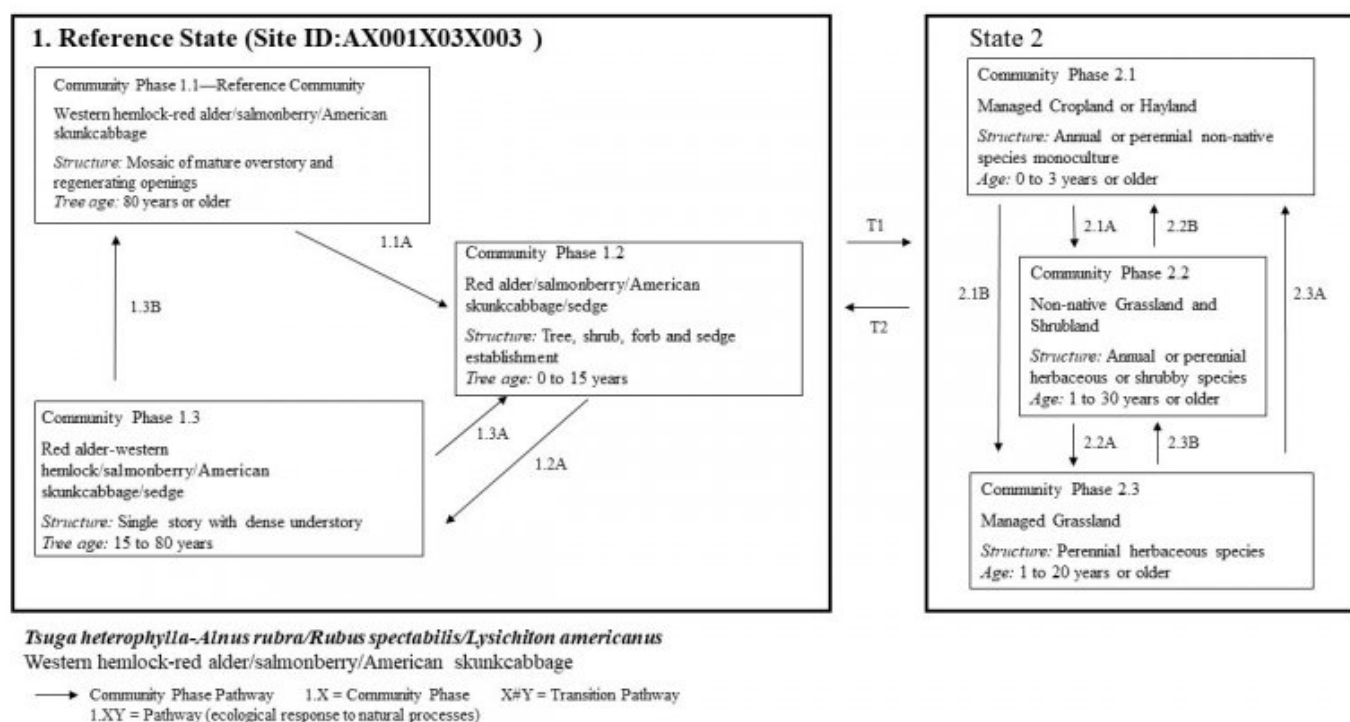 1. Reference State (Site ID:AX001X03X003 )
Community Phase 1.1—Reference Community
Western hemlock-red alder/salmonberry/American
skunkcabbage
Structure: Mosaic of mature overstory and
regenerating openings
Tree age: 80 years or older
1.1A
1.3B
Community Phase 1.2
Red alder/salmonberry/American
skunkcabbage/sedge
Structure: Tree, shrub, forb and sedge
establishment
Tree age: 0 to 15 years
Community Phase 1.3
Red alder-western
hemlock/salmonberry/American
skunkcabbage/sedge
Structure: Single story with dense understory
Tree age: 15 to 80 years
1.3A
1.2A
T1
T2
State 2
Community Phase 2.1
Managed Cropland or Hayland
Structure: Annual or perennial non-native
species monoculture
Age: 0 to 3 years or older
2.1A
2.2B
2.1B
2.3A
Community Phase 2.2
Non-native Grassland and
Shrubland
Structure: Annual or perennial
herbaceous or shrubby species
Age: 1 to 30 years or older
2.2A
2.3B
Community Phase 2.3
Managed Grassland
Structure: Perennial herbaceous species
Age: 1 to 20 years or older
Tsuga heterophylla-Alnus rubra/Rubus spectabilis/Lysichiton americanus
Western hemlock-red alder/salmonberry/American skunkcabbage
Community Phase Pathway 1.X = Community Phase X#Y = Transition Pathway
1.XY = Pathway (ecological response to natural processes)